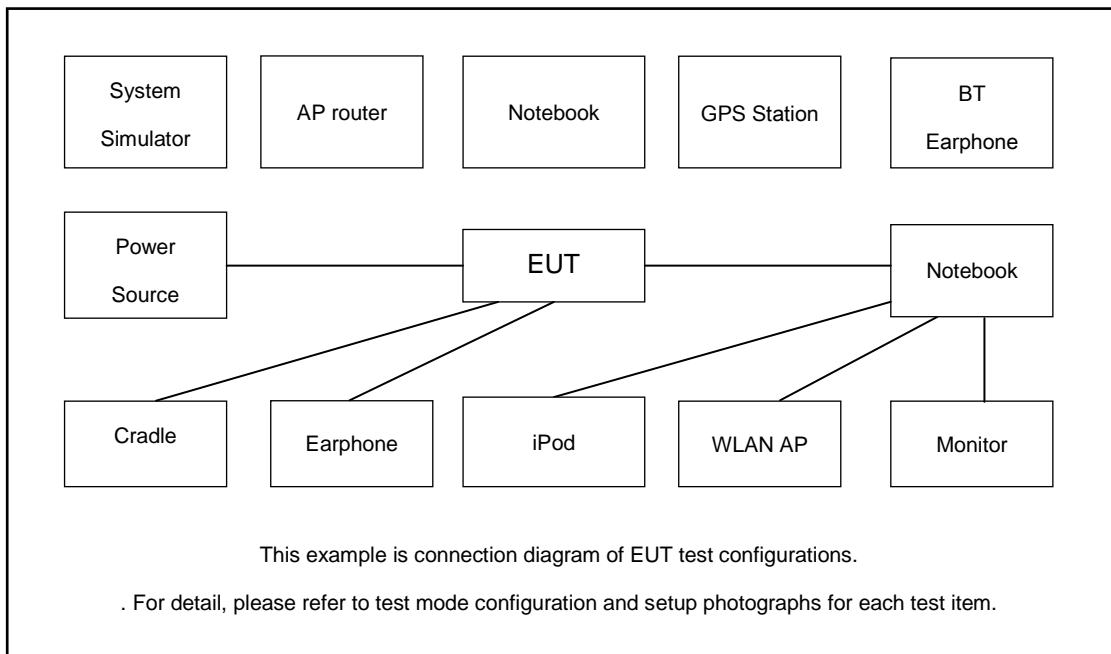 System
Simulator
AP router
Notebook
GPS Station
BT
Earphone
Power
Source
EUT
Notebook
Cradle
Earphone
iPod
WLAN AP
Monitor
This example is connection diagram of EUT test configurations.
. For detail, please refer to test mode configuration and setup photographs for each test item.